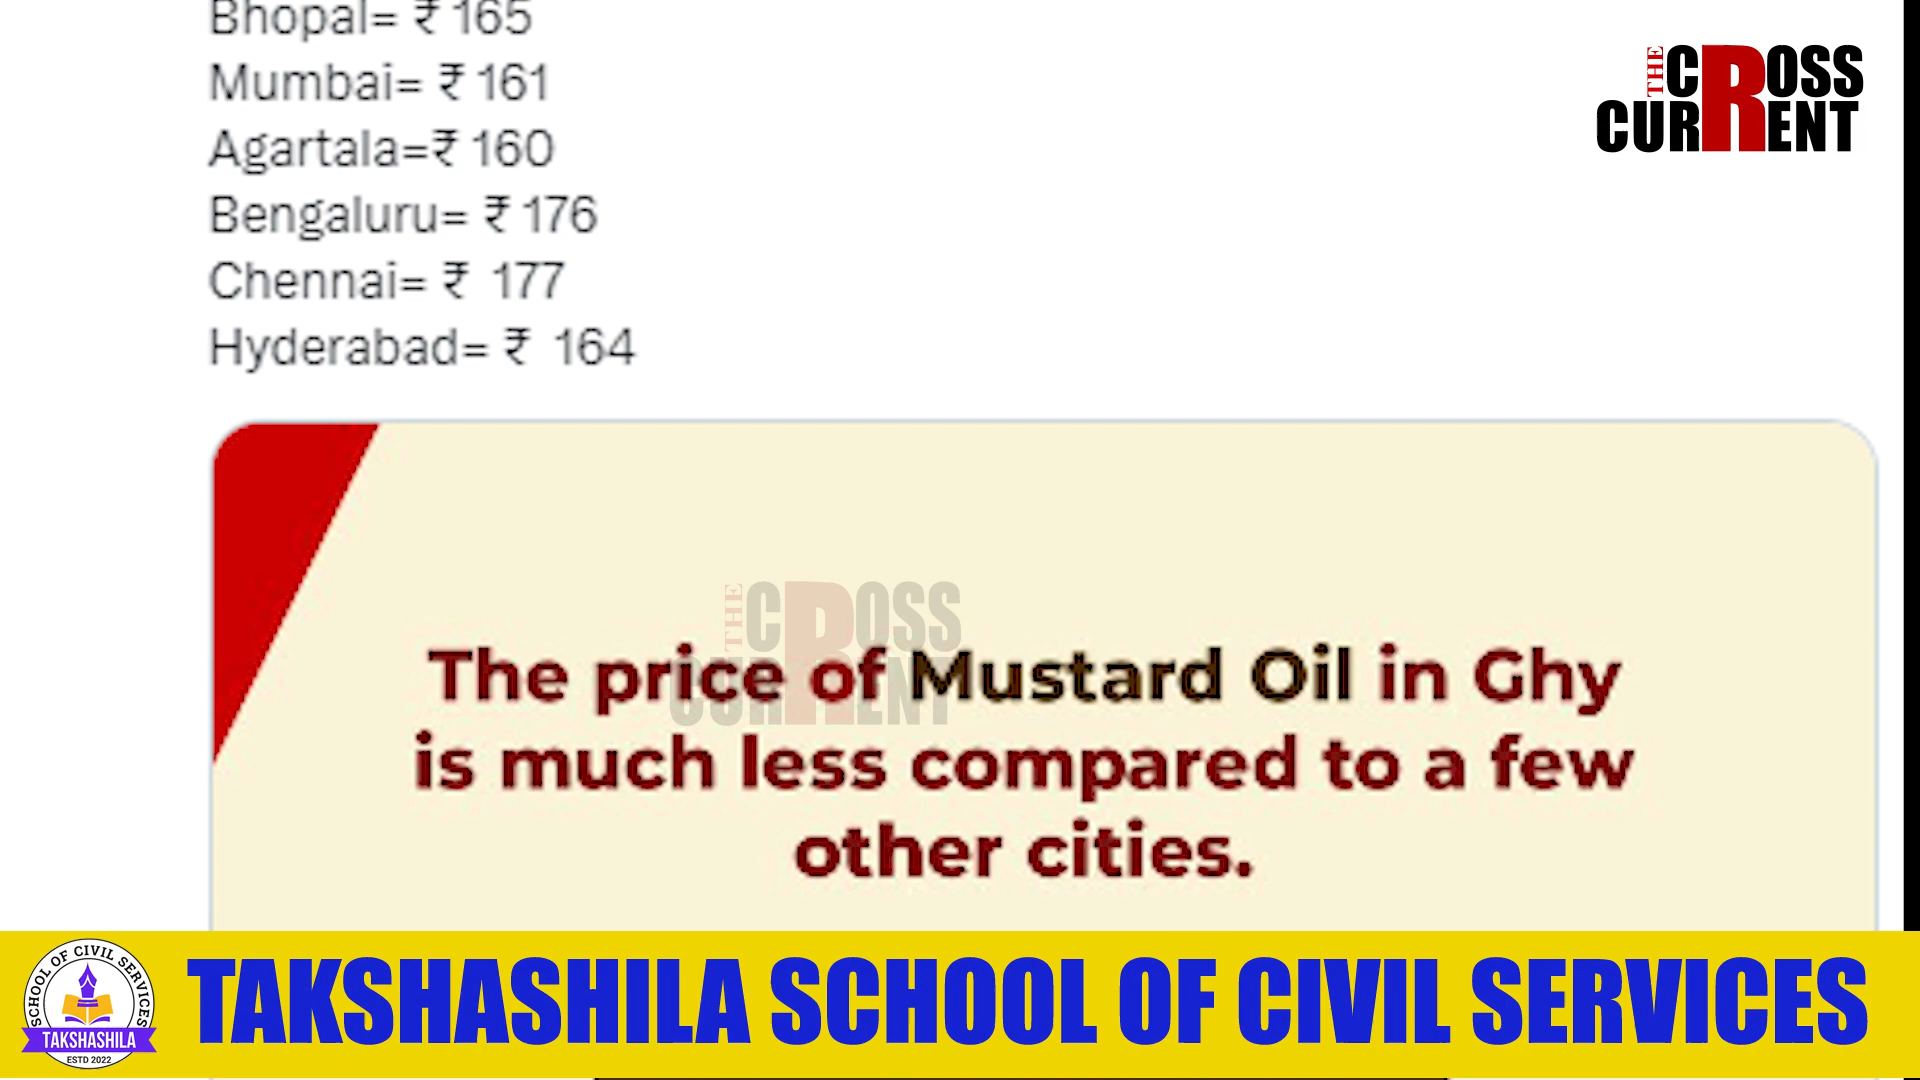 Bhopal= ₹ 165
Mumbai= ₹ 161
Agartala=₹ 160
Bengaluru= ₹ 176
Chennai= ₹  177
Hyderabad= ₹  164
THE CROSS
CURRENT
THE CROSS
CURRENT
The price of Mustard Oil in Ghy
is much less compared to a few
other cities.
SCHOOL OF CIVIL SERVICES
TAKSHASHILA
ESTD 2022
TAKSHASHILA SCHOOL OF CIVIL SERVICES